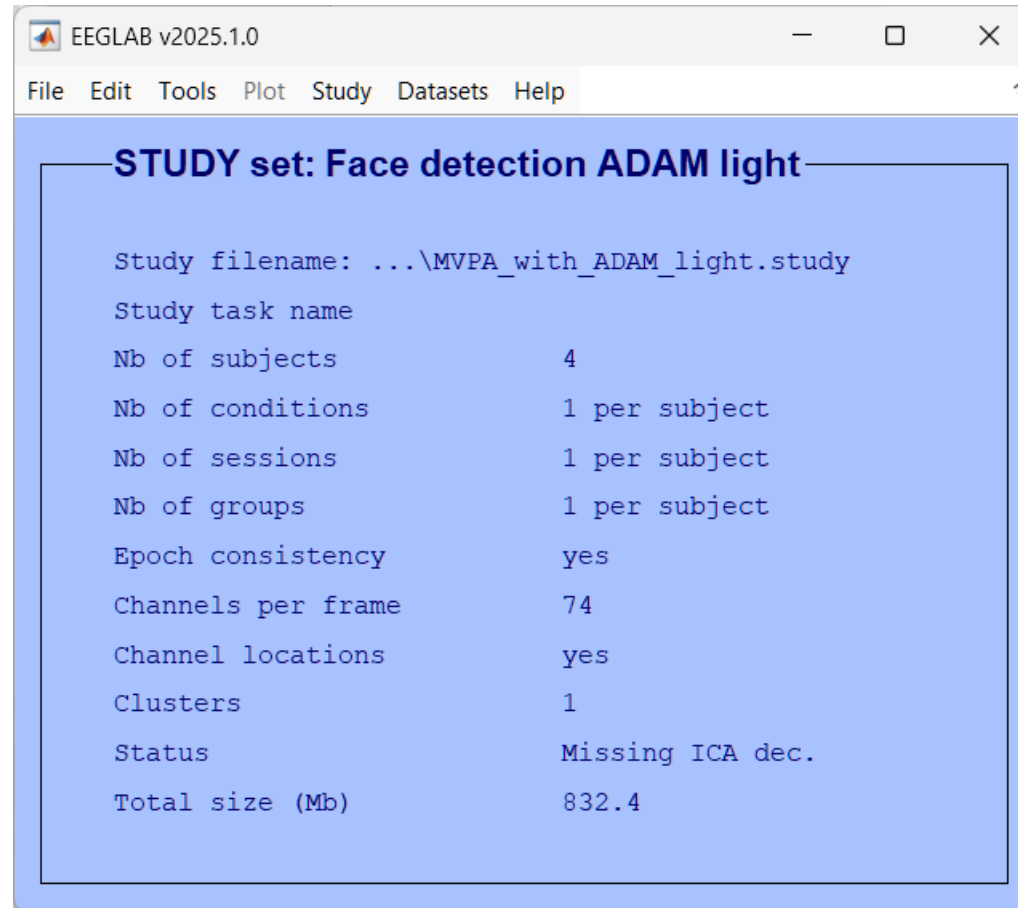 EEGLAB v2025.1.0
File Edit Tools Plot Study Datasets Help
STUDY set: Face detection ADAM light
Study filename: ...\MVPA_with_ADAM_light.study
Study task name
Nb of subjects 4
Nb of conditions 1 per subject
Nb of sessions 1 per subject
Nb of groups 1 per subject
Epoch consistency yes
Channels per frame 74
Channel locations yes
Clusters 1
Status Missing ICA dec.
Total size (Mb) 832.4